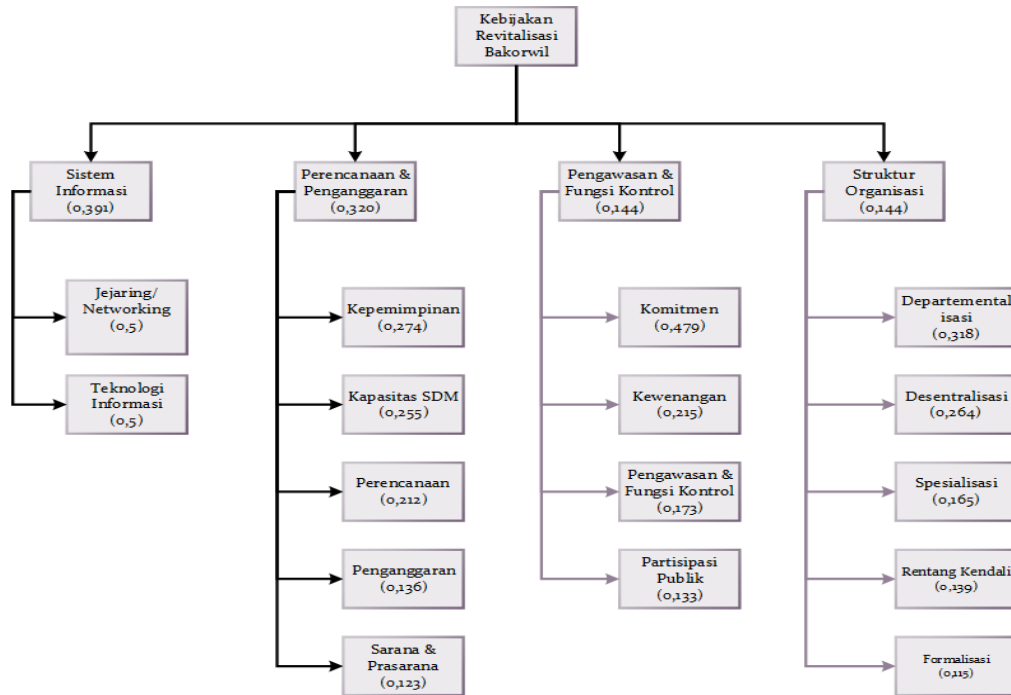 Kebijakan
Revitalisasi
Bakorwil
Sistem
Informasi
(0,391)
Perencanaan &
Penganggaran
(0,320)
Pengawasan &
Fungsi Kontrol
(0,144)
Struktur
Organisasi
(0,144)
Jejaring/
Networking
(0,5)
Teknologi
Informasi
(0,5)
Kepemimpinan
(0,274)
Kapasitas SDM
(0,255)
Perencanaan
(0,212)
Penganggaran
(0,136)
Sarana &
Prasarana
(0,123)
Komitmen
(0,479)
Kewenangan
(0,215)
Pengawasan &
Fungsi Kontrol
(0,173)
Partisipasi
Publik
(0,133)
Departemental
isasi
(0,318)
Desentralisasi
(0,264)
Spesialisasi
(0,165)
Rentang Kendali
(0,139)
Formalisasi
(0,115)